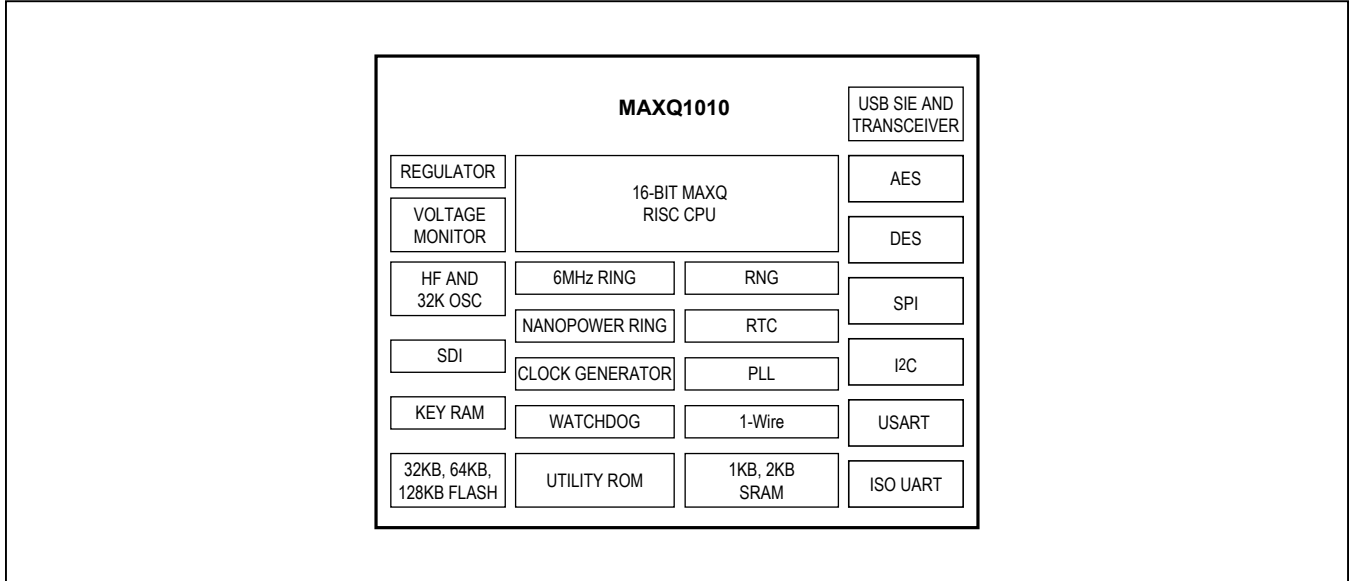 MAXQ1010
USB SIE AND
TRANSCEIVER
REGULATOR
VOLTAGE
MONITOR
HF AND
32K OSC
SDI
KEY RAM
32KB, 64KB,
128KB FLASH
16-BIT MAXQ
RISC CPU
6MHz RING
NANOPOWER RING
CLOCK GENERATOR
WATCHDOG
UTILITY ROM
RNG
RTC
PLL
1-Wire
1KB, 2KB
SRAM
AES
DES
SPI
I2C
USART
ISO UART